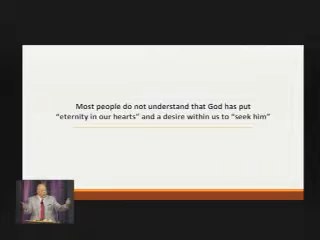 Most people do not understand that God has put
“eternity in our hearts” and a desire within us to “seek him”